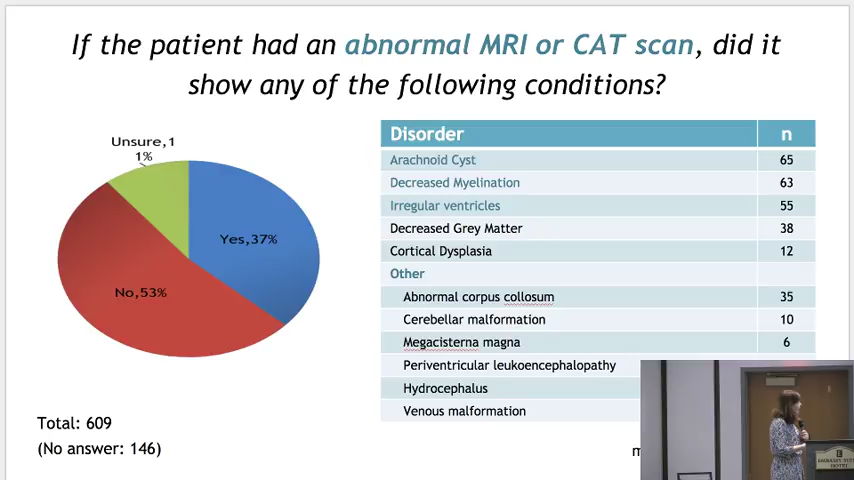 If the patient had an abnormal MRI or CAT scan, did it
show any of the following conditions?
Unsure,1
1%
Yes,37%
No,53%
Total: 609
(No answer: 146)
Disorder n
Arachnoid Cyst 65
Decreased Myelination 63
Irregular ventricles 55
Decreased Grey Matter 38
Cortical Dysplasia 12
Other
Abnormal corpus collosum 35
Cerebellar malformation 10
Megacisterna magna 6
Periventricular leukoencephalopathy
Hydrocephalus
Venous malformation
m